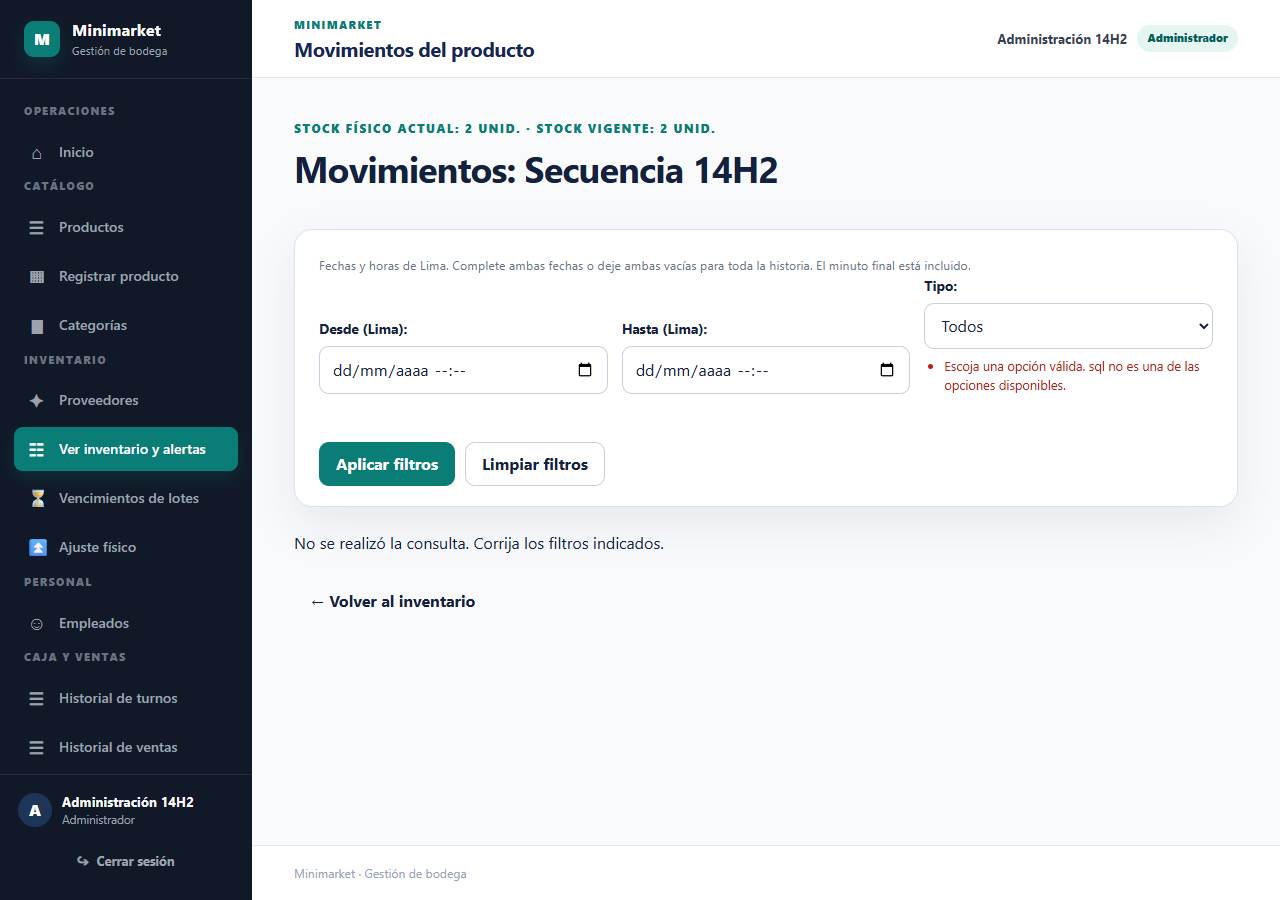 M
Minimarket
Gestión de bodega
OPERACIONES
Inicio
CATÁLOGO
Productos
Registrar producto
Categorías
INVENTARIO
Proveedores
Ver inventario y alertas
Vencimientos de lotes
Ajuste físico
PERSONAL
Empleados
CAJA Y VENTAS
Historial de turnos
Historial de ventas
A
Administración 14H2
Administrador
↪ Cerrar sesión
MINIMARKET
Movimientos del producto
Administración 14H2 Administrador
STOCK FÍSICO ACTUAL: 2 UNID. · STOCK VIGENTE: 2 UNID.
Movimientos: Secuencia 14H2
Fechas y horas de Lima. Complete ambas fechas o deje ambas vacías para toda la historia. El minuto final está incluido.
Desde (Lima):
dd/mm/aaaa --:--
Hasta (Lima):
dd/mm/aaaa --:--
Tipo:
Todos
• Escoja una opción válida. sql no es una de las
opciones disponibles.
Aplicar filtros
Limpiar filtros
No se realizó la consulta. Corrija los filtros indicados.
← Volver al inventario
Minimarket · Gestión de bodega